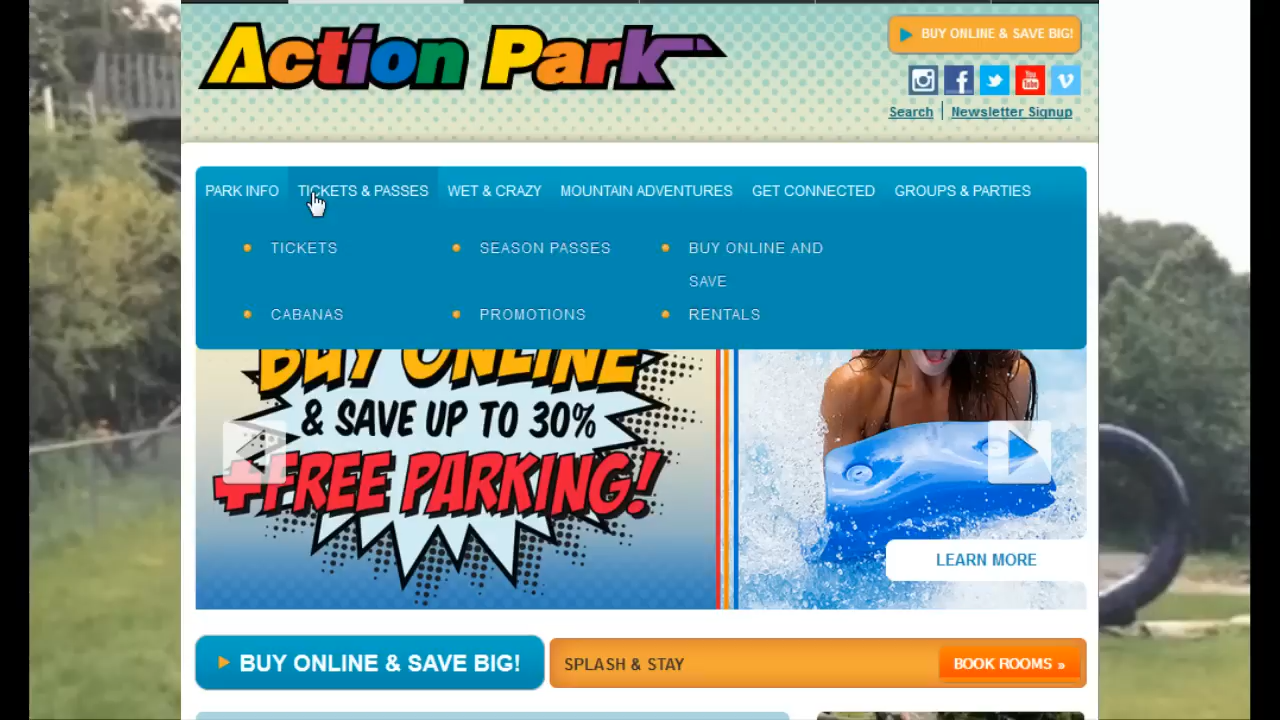 Action Park
BUY ONLINE & SAVE BIG!
You
Tube
Search | Newsletter Signup
PARK INFO TICKETS & PASSES WET & CRAZY MOUNTAIN ADVENTURES GET CONNECTED GROUPS & PARTIES
TICKETS SEASON PASSES BUY ONLINE AND
SAVE
CABANAS PROMOTIONS RENTALS
BUY ONLINE
& SAVE UP TO 30%
+FREE PARKING!
LEARN MORE
BUY ONLINE & SAVE BIG! SPLASH & STAY BOOK ROOMS »